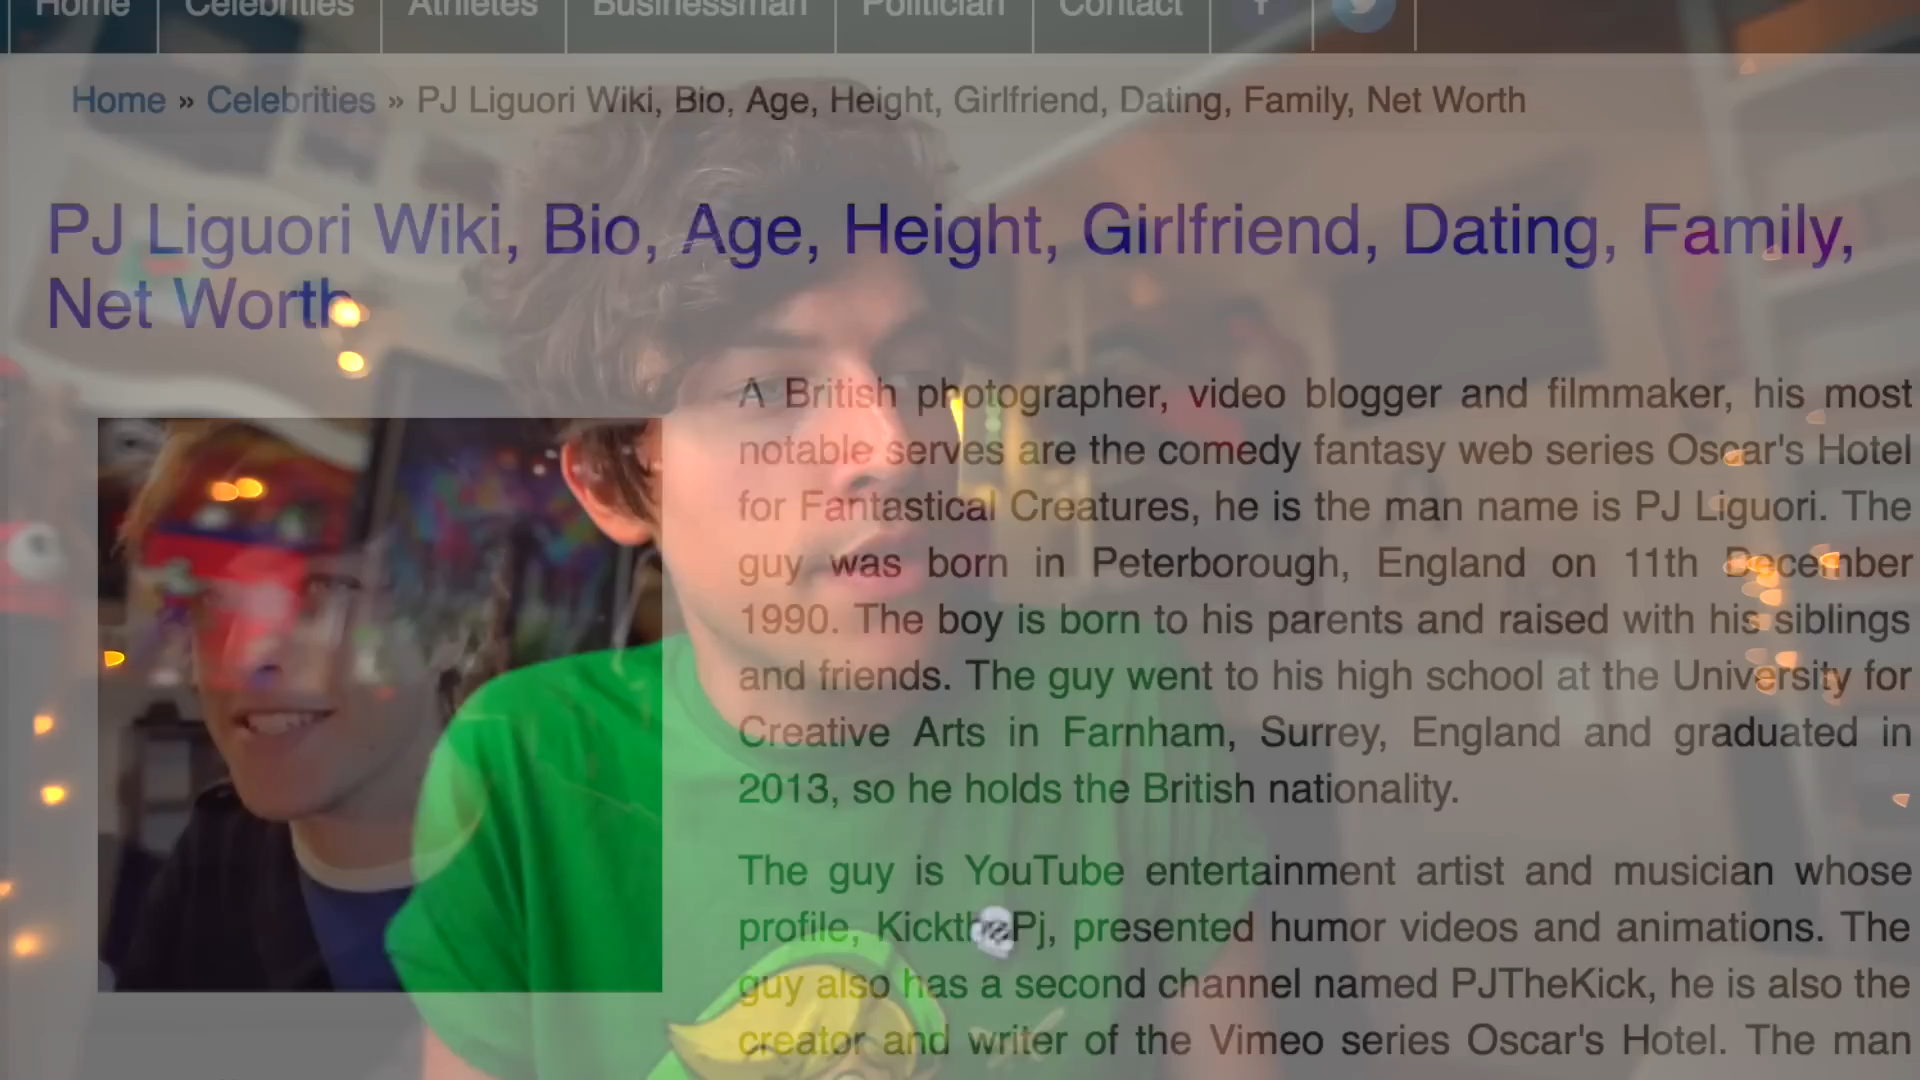 Home Celebrities Athletes Businessman Politician Contact f
Home » Celebrities » PJ Liguori Wiki, Bio, Age, Height, Girlfriend, Dating, Family, Net Worth
PJ Liguori Wiki, Bio, Age, Height, Girlfriend, Dating, Family,
Net Worth
A British photographer, video blogger and filmmaker, his most
notable serves are the comedy fantasy web series Oscar's Hotel
for Fantastical Creatures, he is the man name is PJ Liguori. The
guy was born in Peterborough, England on 11th December
1990. The boy is born to his parents and raised with his siblings
and friends. The guy went to his high school at the University for
Creative Arts in Farnham, Surrey, England and graduated in
2013, so he holds the British nationality.
The guy is YouTube entertainment artist and musician whose
profile, KickthePj, presented humor videos and animations. The
guy also has a second channel named PJTheKick, he is also the
creator and writer of the Vimeo series Oscar's Hotel. The man